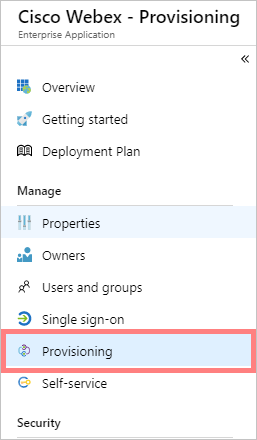 Cisco Webex - Provisioning
Enterprise Application
«
Overview
Getting started
Deployment Plan
Manage
Properties
Owners
Users and groups
Single sign-on
Provisioning
Self-service
Security